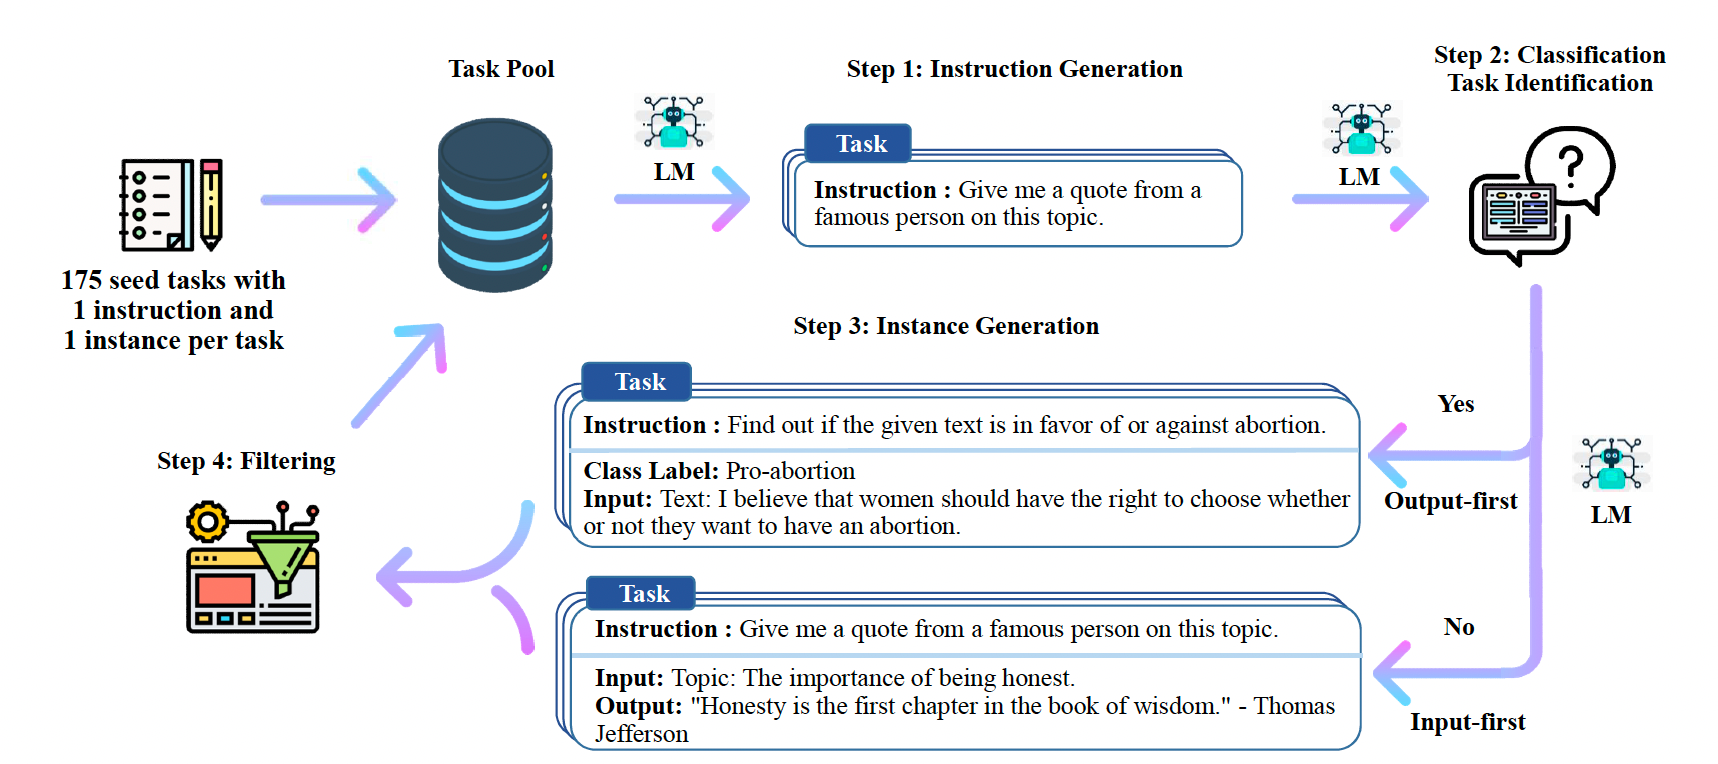 Task Pool
Step 1: Instruction Generation
Step 2: Classification
Task Identification
LM
LM
Task
Instruction : Give me a quote from a
famous person on this topic.
175 seed tasks with
1 instruction and
1 instance per task
Step 3: Instance Generation
Task
Instruction : Find out if the given text is in favor of or against abortion.
Class Label: Pro-abortion
Input: Text: I believe that women should have the right to choose whether
or not they want to have an abortion.
Yes
Output-first
LM
Step 4: Filtering
Task
Instruction : Give me a quote from a famous person on this topic.
Input: Topic: The importance of being honest.
Output: "Honesty is the first chapter in the book of wisdom." - Thomas
Jefferson
No
Input-first